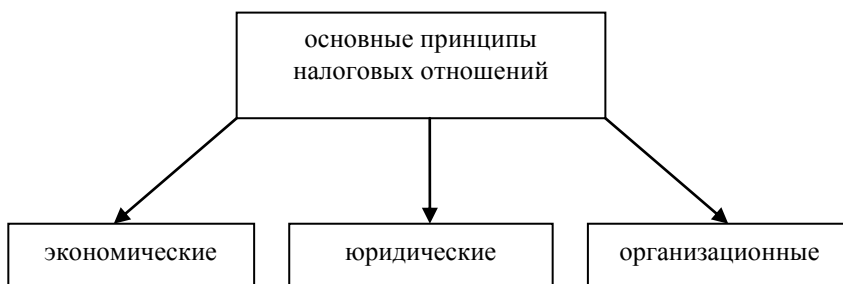 основные принципы
налоговых отношений
экономические
юридические
организационные